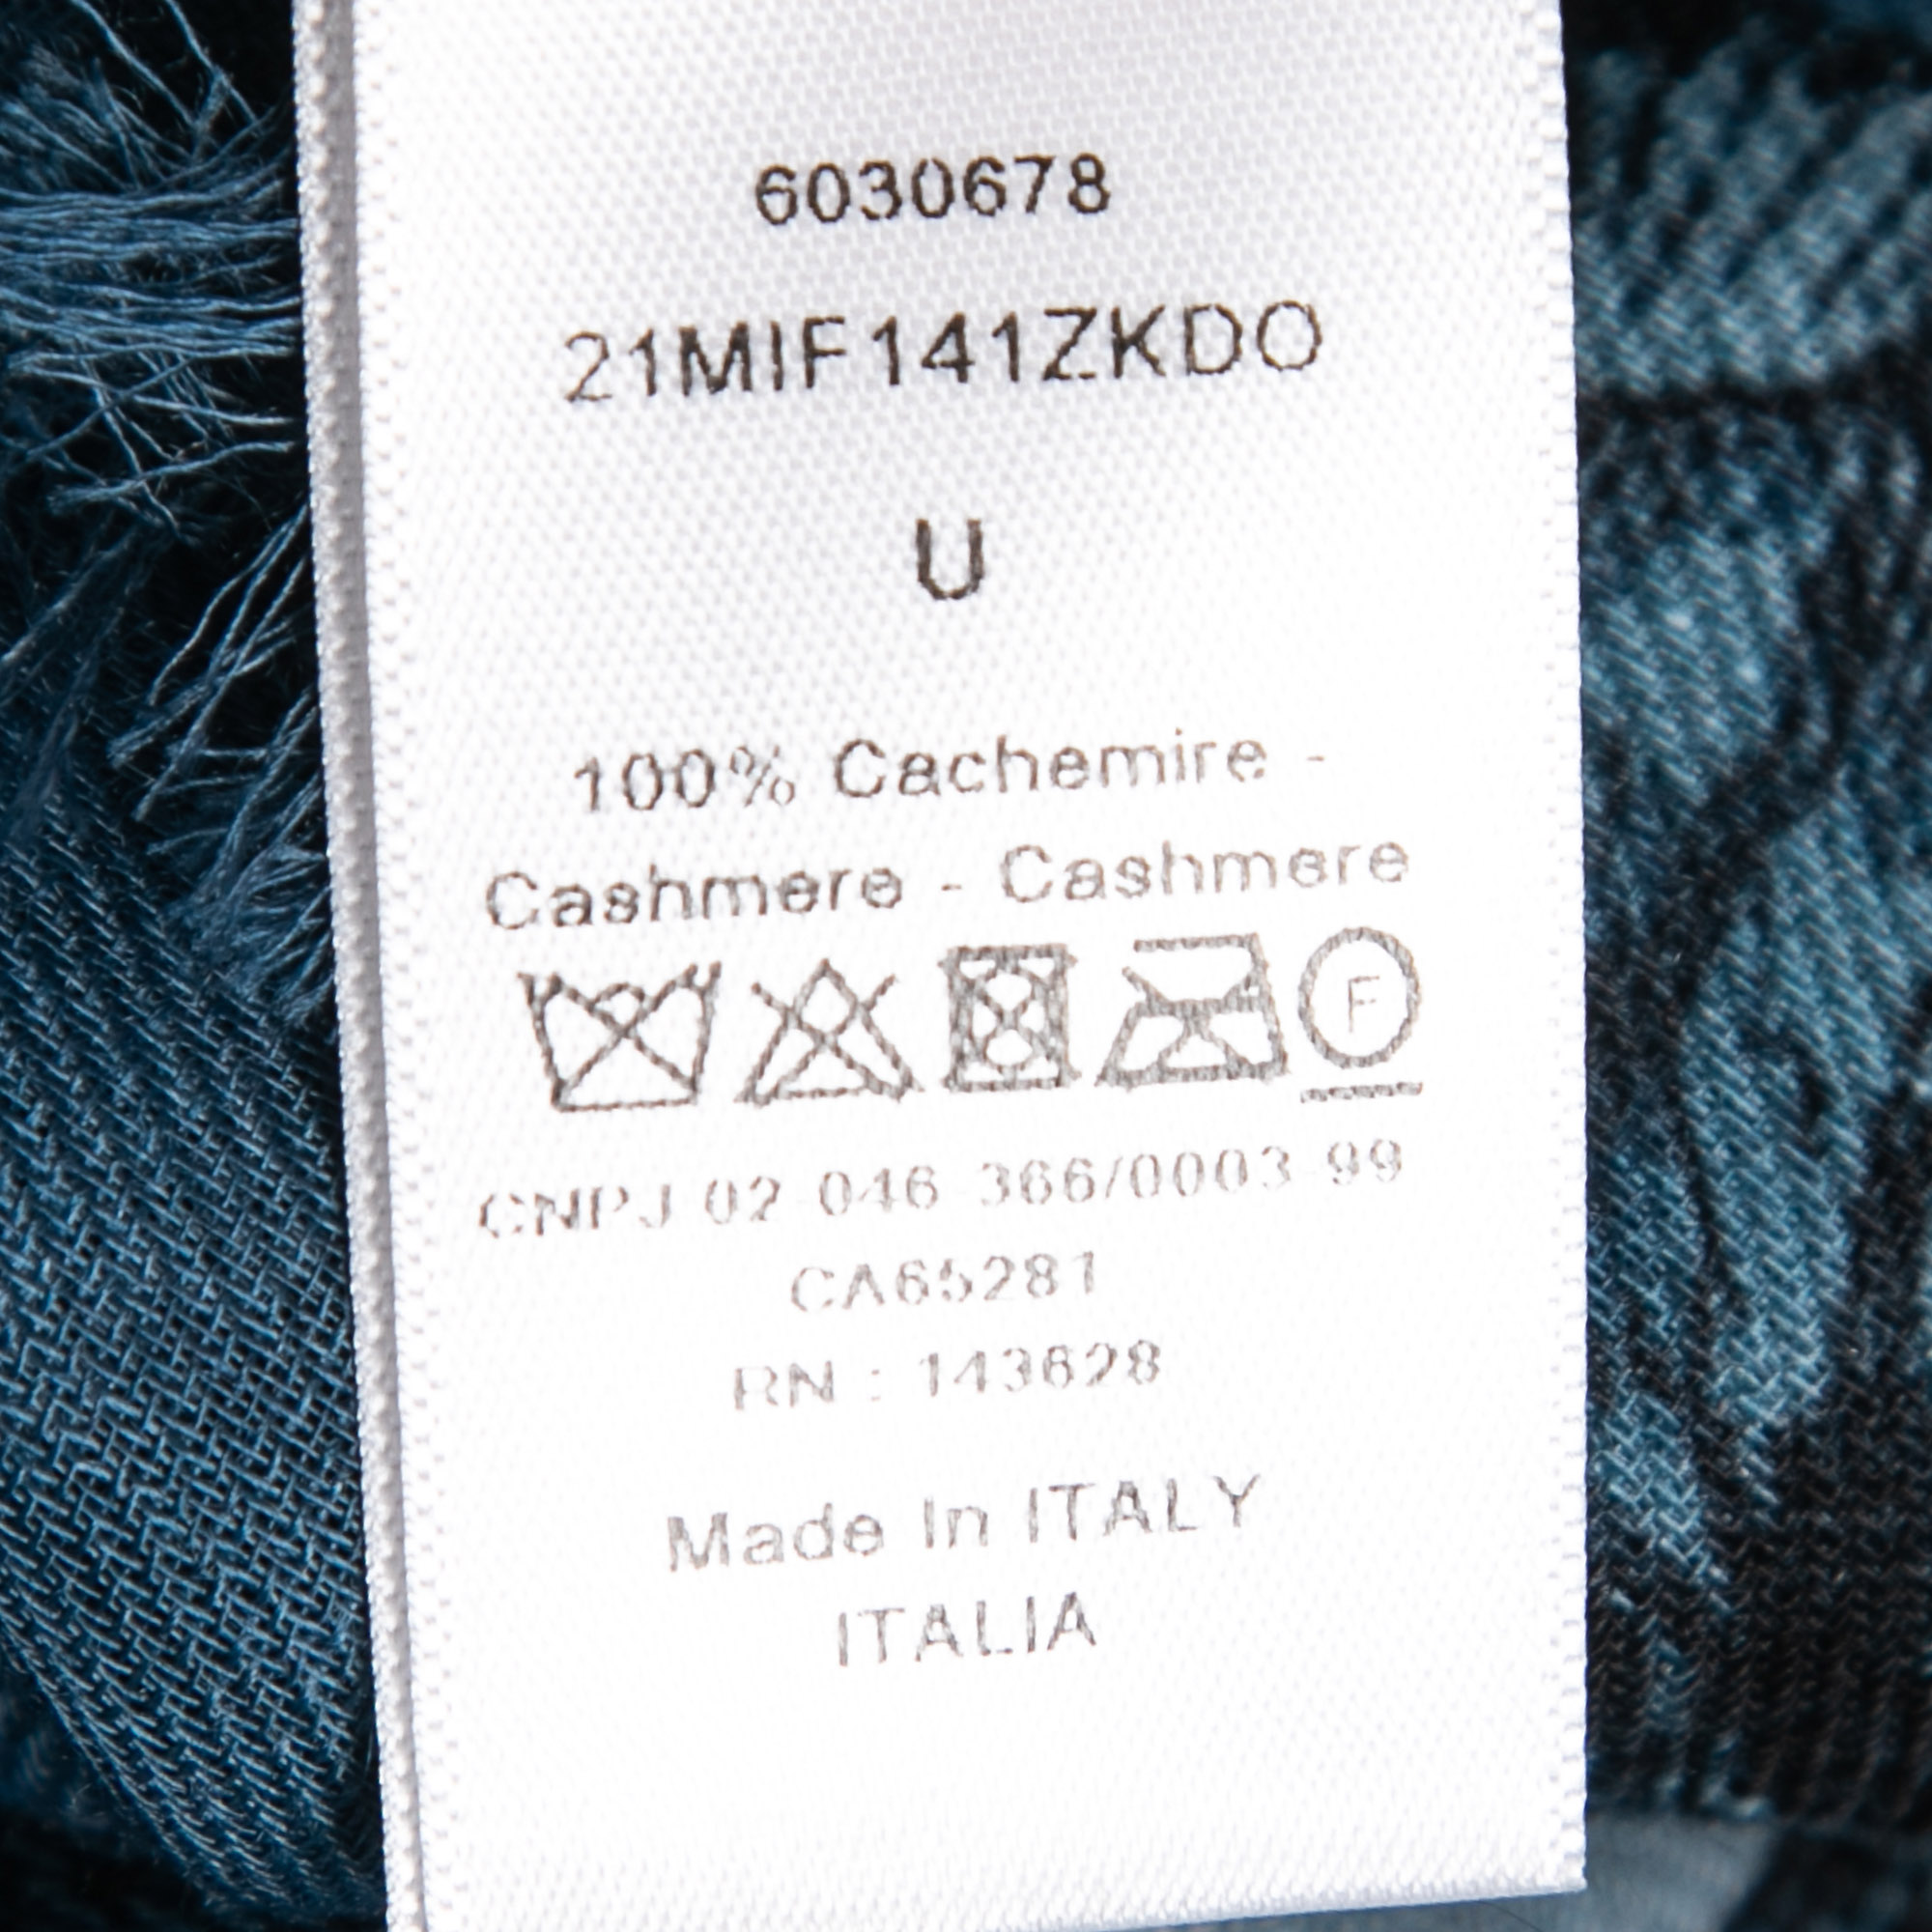 6030678
21MIF141ZKDO
U
100% Cachemire -
Cashmere - Cashmere
F
CNPJ 02 046 366/0003-99
CA65281
RN : 143628
Made In ITALY
ITALIA